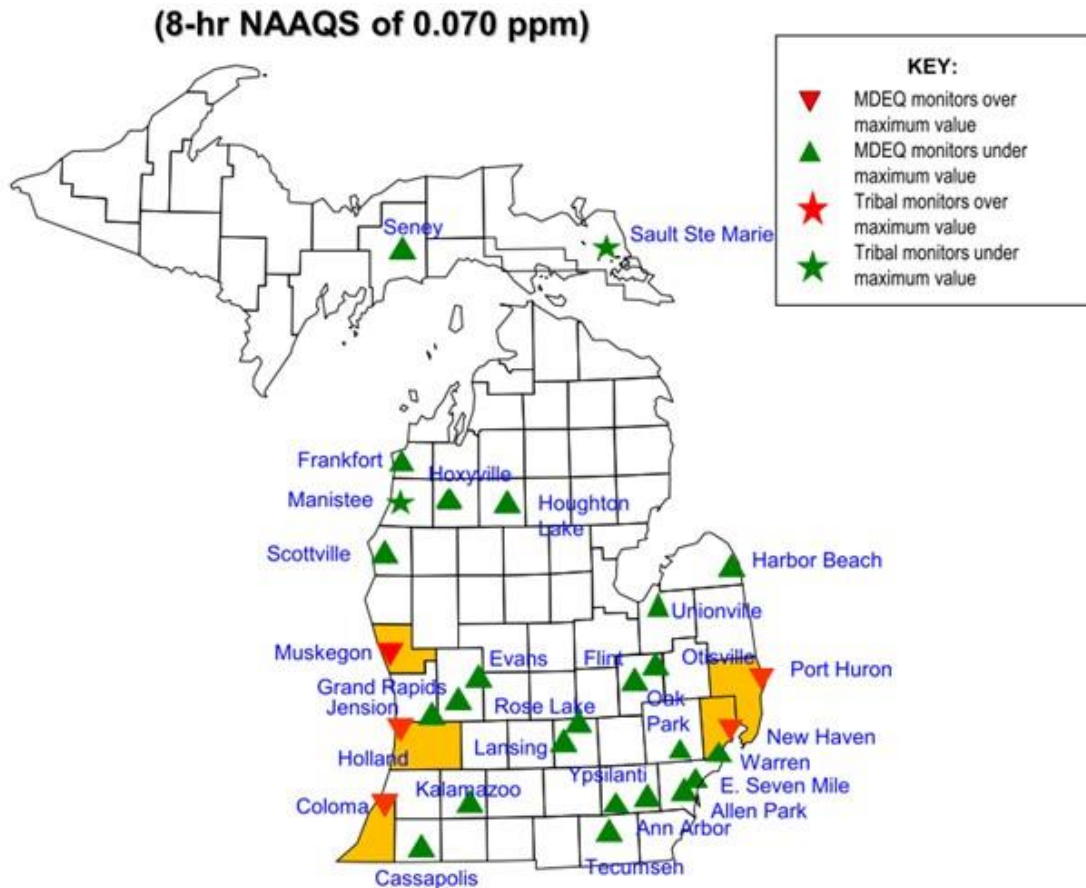 (8-hr NAAQS of 0.070 ppm)
KEY:
MDEQ monitors over
maximum value
MDEQ monitors under
maximum value
Tribal monitors over
maximum value
Tribal monitors under
maximum value
Seney
Sault Ste Marie
Frankfort
Hoxyville
Manistee
Houghton
Lake
Scottville
Harbor Beach
Unionville
Muskegon
Evans
Flint
Otisville
Port Huron
Grand Rapids
Jension
Rose Lake
Oak
Park
New Haven
Holland
Lansing
Warren
Ypsilanti
E. Seven Mile
Coloma
Kalamazoo
Allen Park
Ann Arbor
Tecumseh
Cassapolis